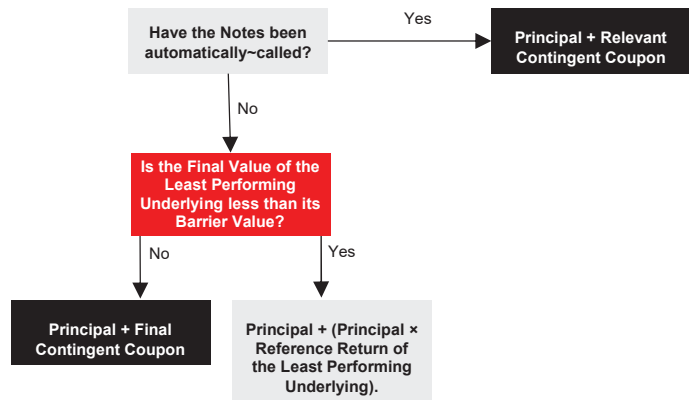 Have the Notes been
automatically~called?
Yes
Principal + Relevant
Contingent Coupon
No
Is the Final Value of the
Least Performing
Underlying less than its
Barrier Value?
No
Yes
Principal + Final
Contingent Coupon
Principal + (Principal ×
Reference Return of
the Least Performing
Underlying).